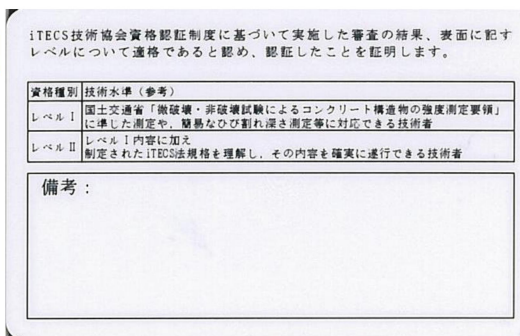 iTECS技術協会資格認証制度に基づいて実施した審査の結果、表面に記す
レベルについて適格であると認め、認証したことを証明します。
資格種別 技術水準（参考）
レベルⅠ 国土交通省「微破壊・非破壊試験によるコンクリート構造物の強度測定要領」
に準じた測定や，簡易なひび割れ深さ測定等に対応できる技術者
レベルⅡ レベルⅠ内容に加え
制定されたiTECS法規格を理解し，その内容を確実に遂行できる技術者
備考：